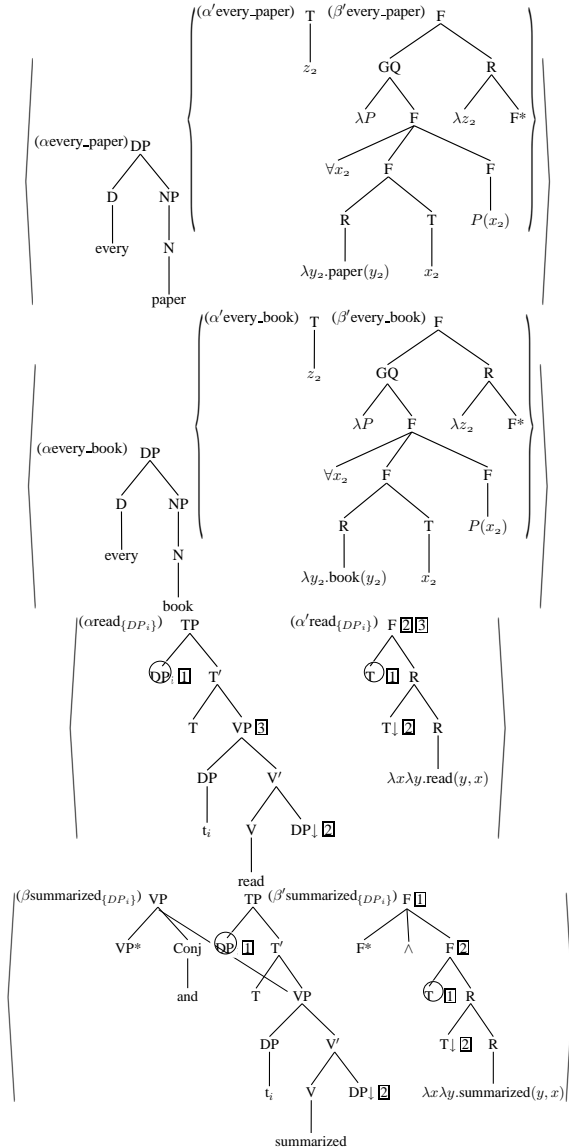 (α′every_paper) T (β′every_paper) F
z₂ GQ R
λP F λz₂ F*
(αevery_paper) DP
∀x₂ F F
D NP
R T P(x₂)
every N
λy₂.paper(y₂) x₂
paper
(α′every_book) T (β′every_book) F
z₂ GQ R
λP F λz₂ F*
(αevery_book) DP
∀x₂ F F
D NP
R T P(x₂)
every N
λy₂.book(y₂) x₂
book
(αread{DPᵢ}) TP (α′read{DPᵢ}) F 2 3
DPᵢ 1 T′ T 1 R
T VP 3 T↓ 2 R
DP V′ λxλy.read(y, x)
tᵢ V DP↓ 2
read
(βsummarized{DPᵢ}) VP TP (β′summarized{DPᵢ}) F 1
VP* Conj DP 1 T′ F* ∧ F 2
and T VP T 1 R
DP V′ T↓ 2 R
tᵢ V DP↓ 2 λxλy.summarized(y, x)
summarized